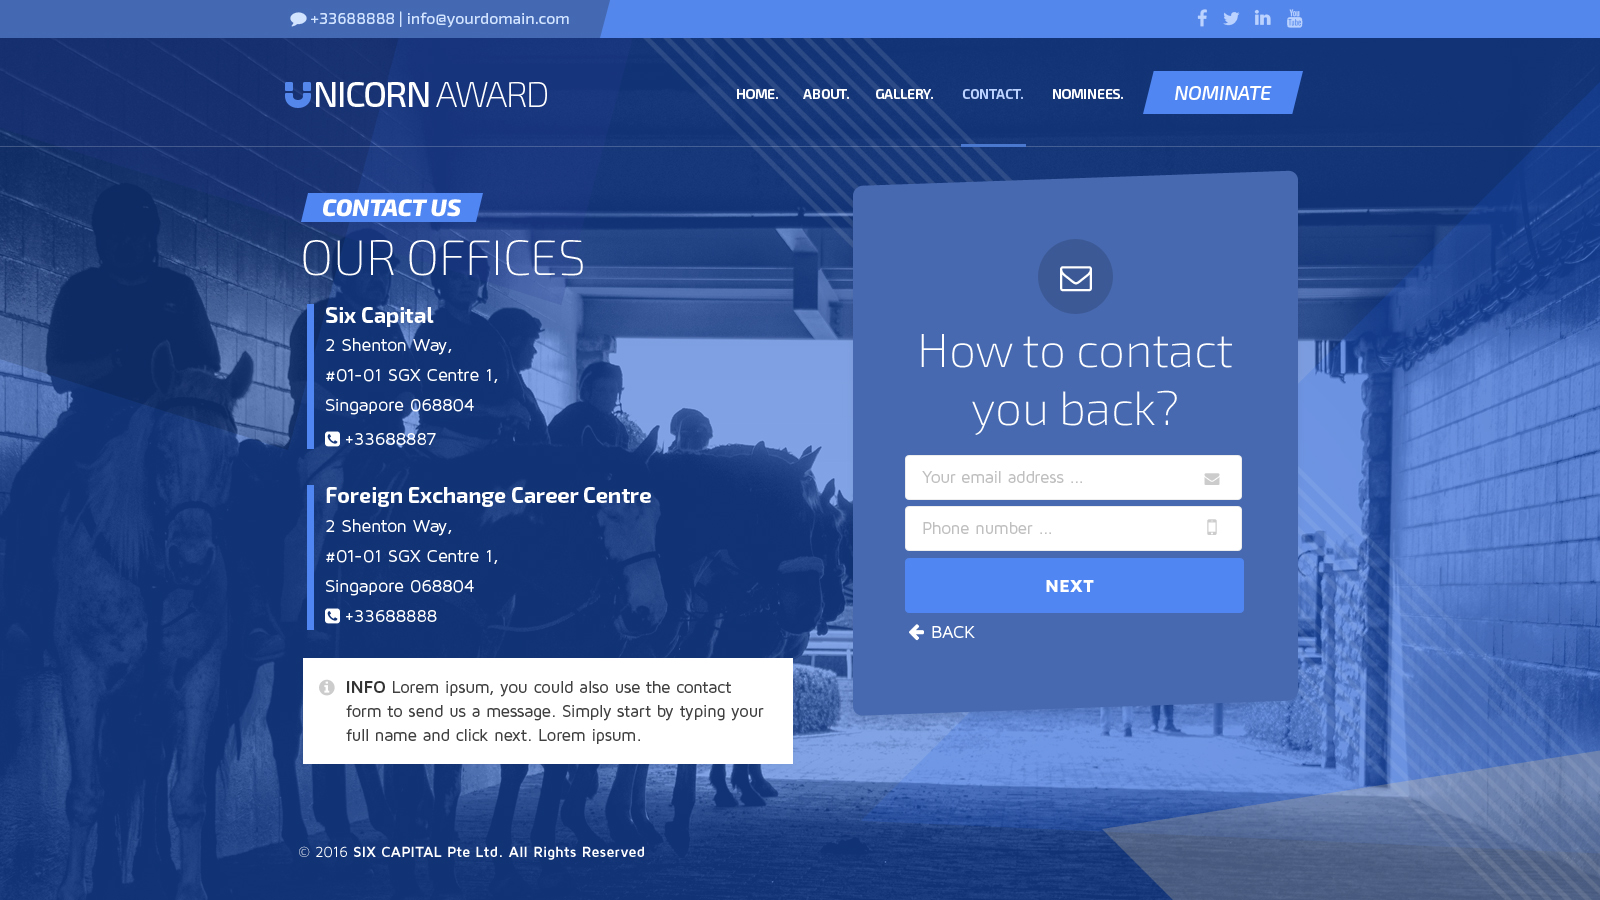 +33688888 | info@yourdomain.com
You
Tube
UNICORN AWARD
HOME.
ABOUT.
GALLERY.
CONTACT.
NOMINEES.
NOMINATE
CONTACT US
OUR OFFICES
Six Capital
2 Shenton Way,
#01-01 SGX Centre 1,
Singapore 068804
+33688887
Foreign Exchange Career Centre
2 Shenton Way,
#01-01 SGX Centre 1,
Singapore 068804
+33688888
INFO Lorem ipsum, you could also use the contact
form to send us a message. Simply start by typing your
full name and click next. Lorem ipsum.
How to contact
you back?
Your email address ...
Phone number ...
NEXT
BACK
© 2016 SIX CAPITAL Pte Ltd. All Rights Reserved